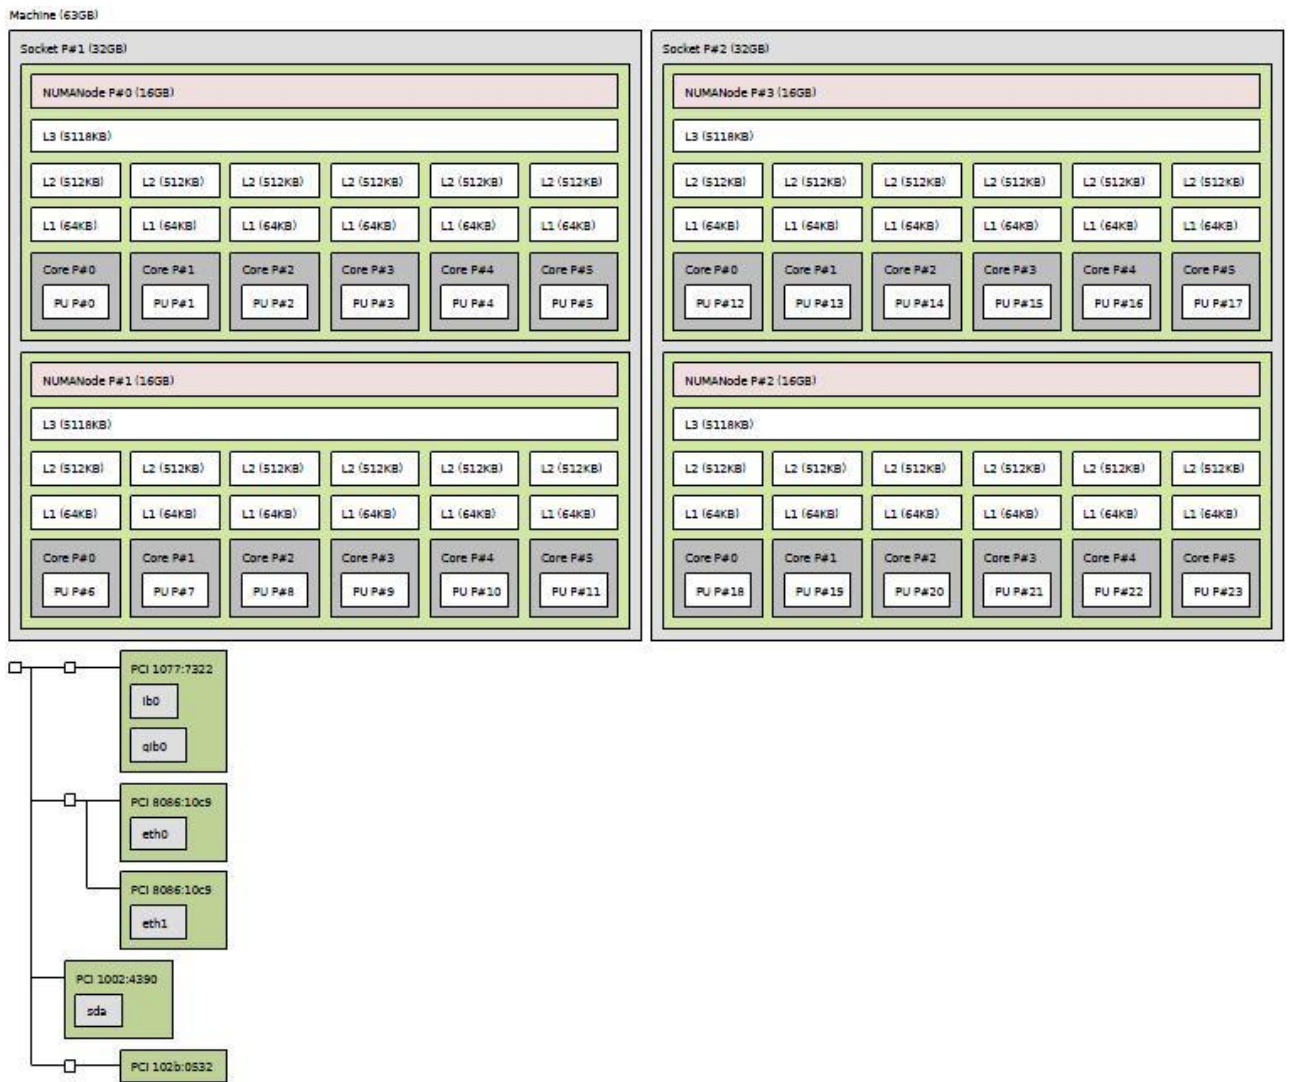 Machine (63GB)
Socket P#1 (32GB)
NUMANode P#0 (16GB)
L3 (5118KB)
L2 (512KB) L2 (512KB) L2 (512KB) L2 (512KB) L2 (512KB) L2 (512KB)
L1 (64KB) L1 (64KB) L1 (64KB) L1 (64KB) L1 (64KB) L1 (64KB)
Core P#0 Core P#1 Core P#2 Core P#3 Core P#4 Core P#5
PU P#0 PU P#1 PU P#2 PU P#3 PU P#4 PU P#5
NUMANode P#1 (16GB)
L3 (5118KB)
L2 (512KB) L2 (512KB) L2 (512KB) L2 (512KB) L2 (512KB) L2 (512KB)
L1 (64KB) L1 (64KB) L1 (64KB) L1 (64KB) L1 (64KB) L1 (64KB)
Core P#0 Core P#1 Core P#2 Core P#3 Core P#4 Core P#5
PU P#6 PU P#7 PU P#8 PU P#9 PU P#10 PU P#11
Socket P#2 (32GB)
NUMANode P#3 (16GB)
L3 (5118KB)
L2 (512KB) L2 (512KB) L2 (512KB) L2 (512KB) L2 (512KB) L2 (512KB)
L1 (64KB) L1 (64KB) L1 (64KB) L1 (64KB) L1 (64KB) L1 (64KB)
Core P#0 Core P#1 Core P#2 Core P#3 Core P#4 Core P#5
PU P#12 PU P#13 PU P#14 PU P#15 PU P#16 PU P#17
NUMANode P#2 (16GB)
L3 (5118KB)
L2 (512KB) L2 (512KB) L2 (512KB) L2 (512KB) L2 (512KB) L2 (512KB)
L1 (64KB) L1 (64KB) L1 (64KB) L1 (64KB) L1 (64KB) L1 (64KB)
Core P#0 Core P#1 Core P#2 Core P#3 Core P#4 Core P#5
PU P#18 PU P#19 PU P#20 PU P#21 PU P#22 PU P#23
PCI 1077:7322
ib0
qib0
PCI 8086:10c9
eth0
PCI 8086:10c9
eth1
PCI 1002:4390
sda
PCI 102b:0532